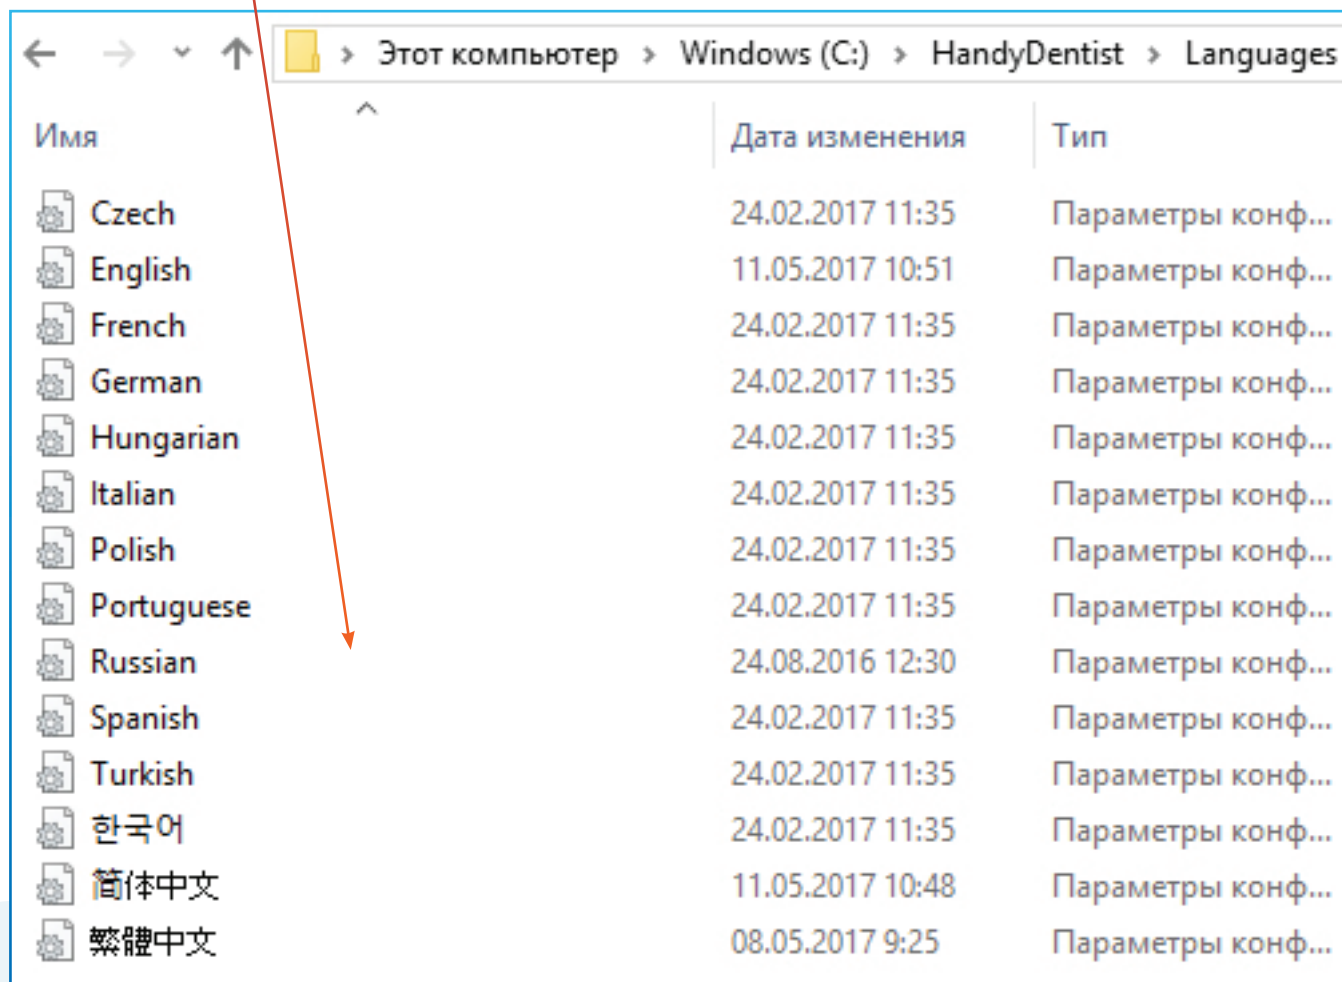 Этот компьютер > Windows (C:) > HandyDentist > Languages
Имя Дата изменения Тип
Czech 24.02.2017 11:35 Параметры конф...
English 11.05.2017 10:51 Параметры конф...
French 24.02.2017 11:35 Параметры конф...
German 24.02.2017 11:35 Параметры конф...
Hungarian 24.02.2017 11:35 Параметры конф...
Italian 24.02.2017 11:35 Параметры конф...
Polish 24.02.2017 11:35 Параметры конф...
Portuguese 24.02.2017 11:35 Параметры конф...
Russian 24.08.2016 12:30 Параметры конф...
Spanish 24.02.2017 11:35 Параметры конф...
Turkish 24.02.2017 11:35 Параметры конф...
한국어 24.02.2017 11:35 Параметры конф...
简体中文 11.05.2017 10:48 Параметры конф...
繁體中文 08.05.2017 9:25 Параметры конф...